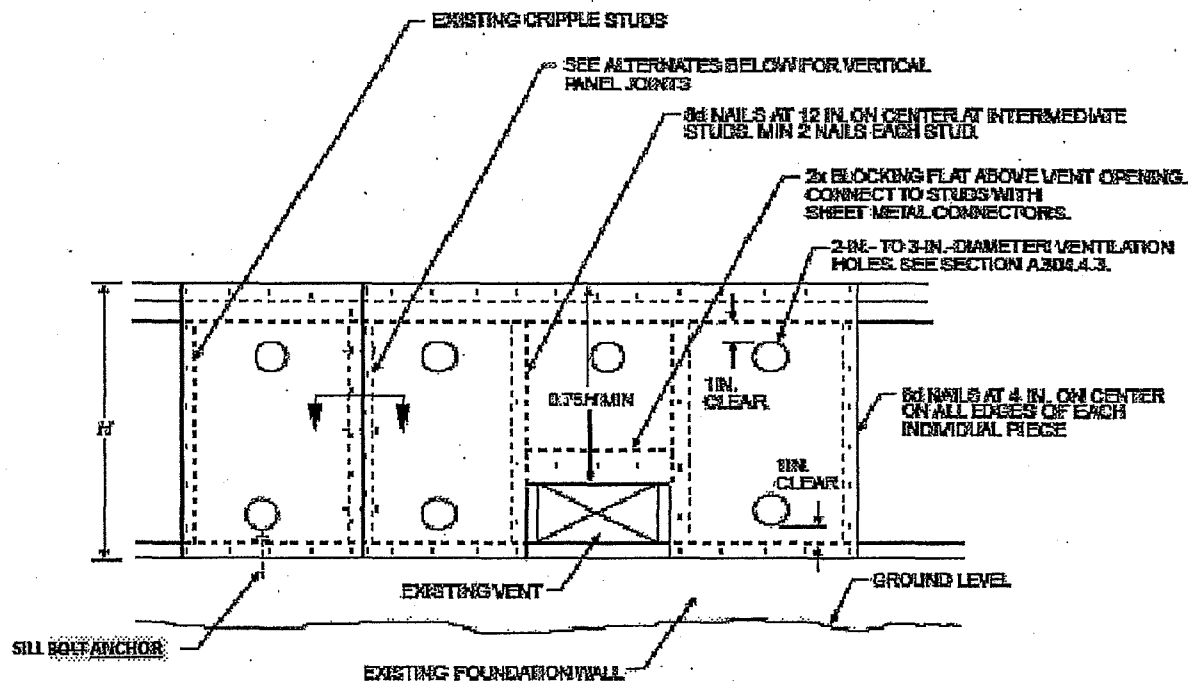 EXISTING CRIPPLE STUDS
SEE ALTERNATES BELOW FOR VERTICAL
PANEL JOINTS
8d NAILS AT 12 IN. ON CENTER AT INTERMEDIATE
STUDS. MIN 2 NAILS EACH STUD.
2x BLOCKING FLAT ABOVE VENT OPENING.
CONNECT TO STUDS WITH
SHEET METAL CONNECTORS.
2-IN.- TO 3-IN.-DIAMETER VENTILATION
HOLES. SEE SECTION A304.4.3.
H
0.75H MIN
1 IN.
CLEAR
8d NAILS AT 4 IN. ON CENTER
ON ALL EDGES OF EACH
INDIVIDUAL PIECE
1 IN.
CLEAR
EXISTING VENT
GROUND LEVEL
SILL BOLT ANCHOR
EXISTING FOUNDATION WALL